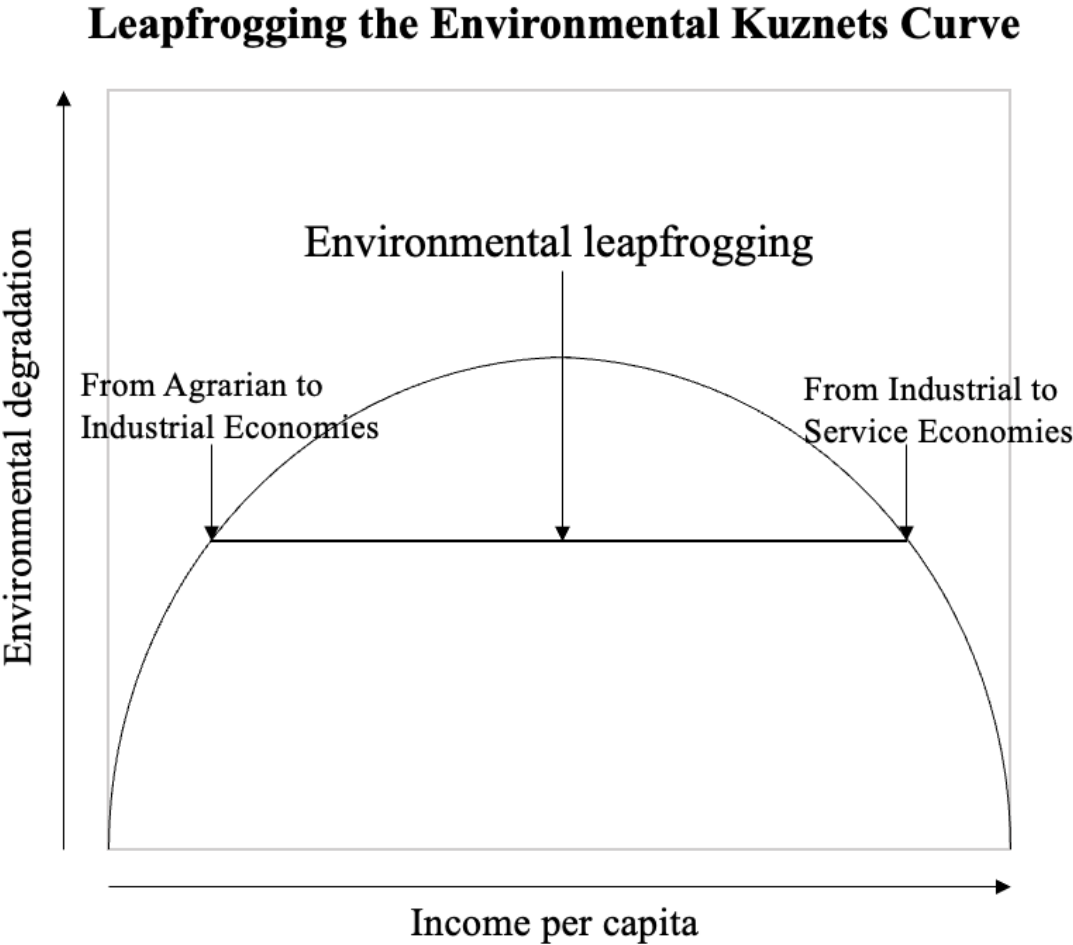 Leapfrogging the Environmental Kuznets Curve
Environmental leapfrogging
From Agrarian to
Industrial Economies
From Industrial to
Service Economies
Environmental degradation
Income per capita